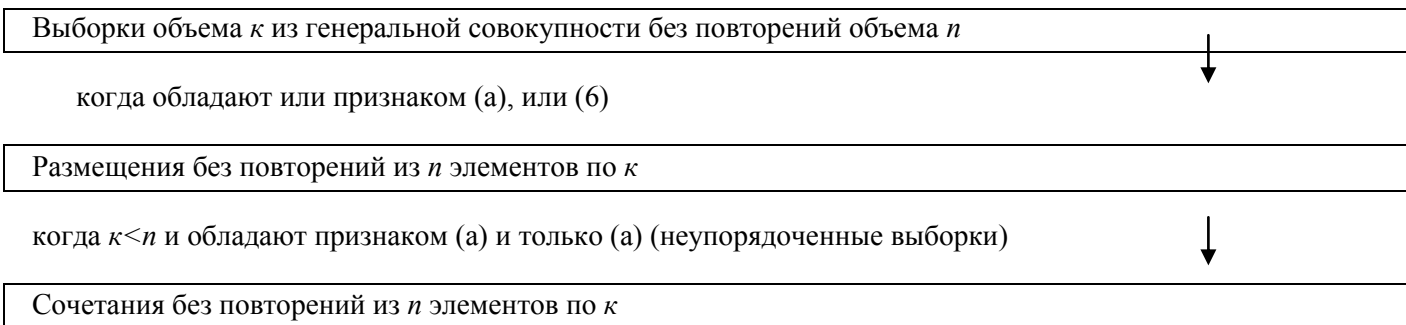 Выборки объема к из генеральной совокупности без повторений объема n
когда обладают или признаком (а), или (6)
Размещения без повторений из n элементов по к
когда к<n и обладают признаком (а) и только (а) (неупорядоченные выборки)
Сочетания без повторений из n элементов по к